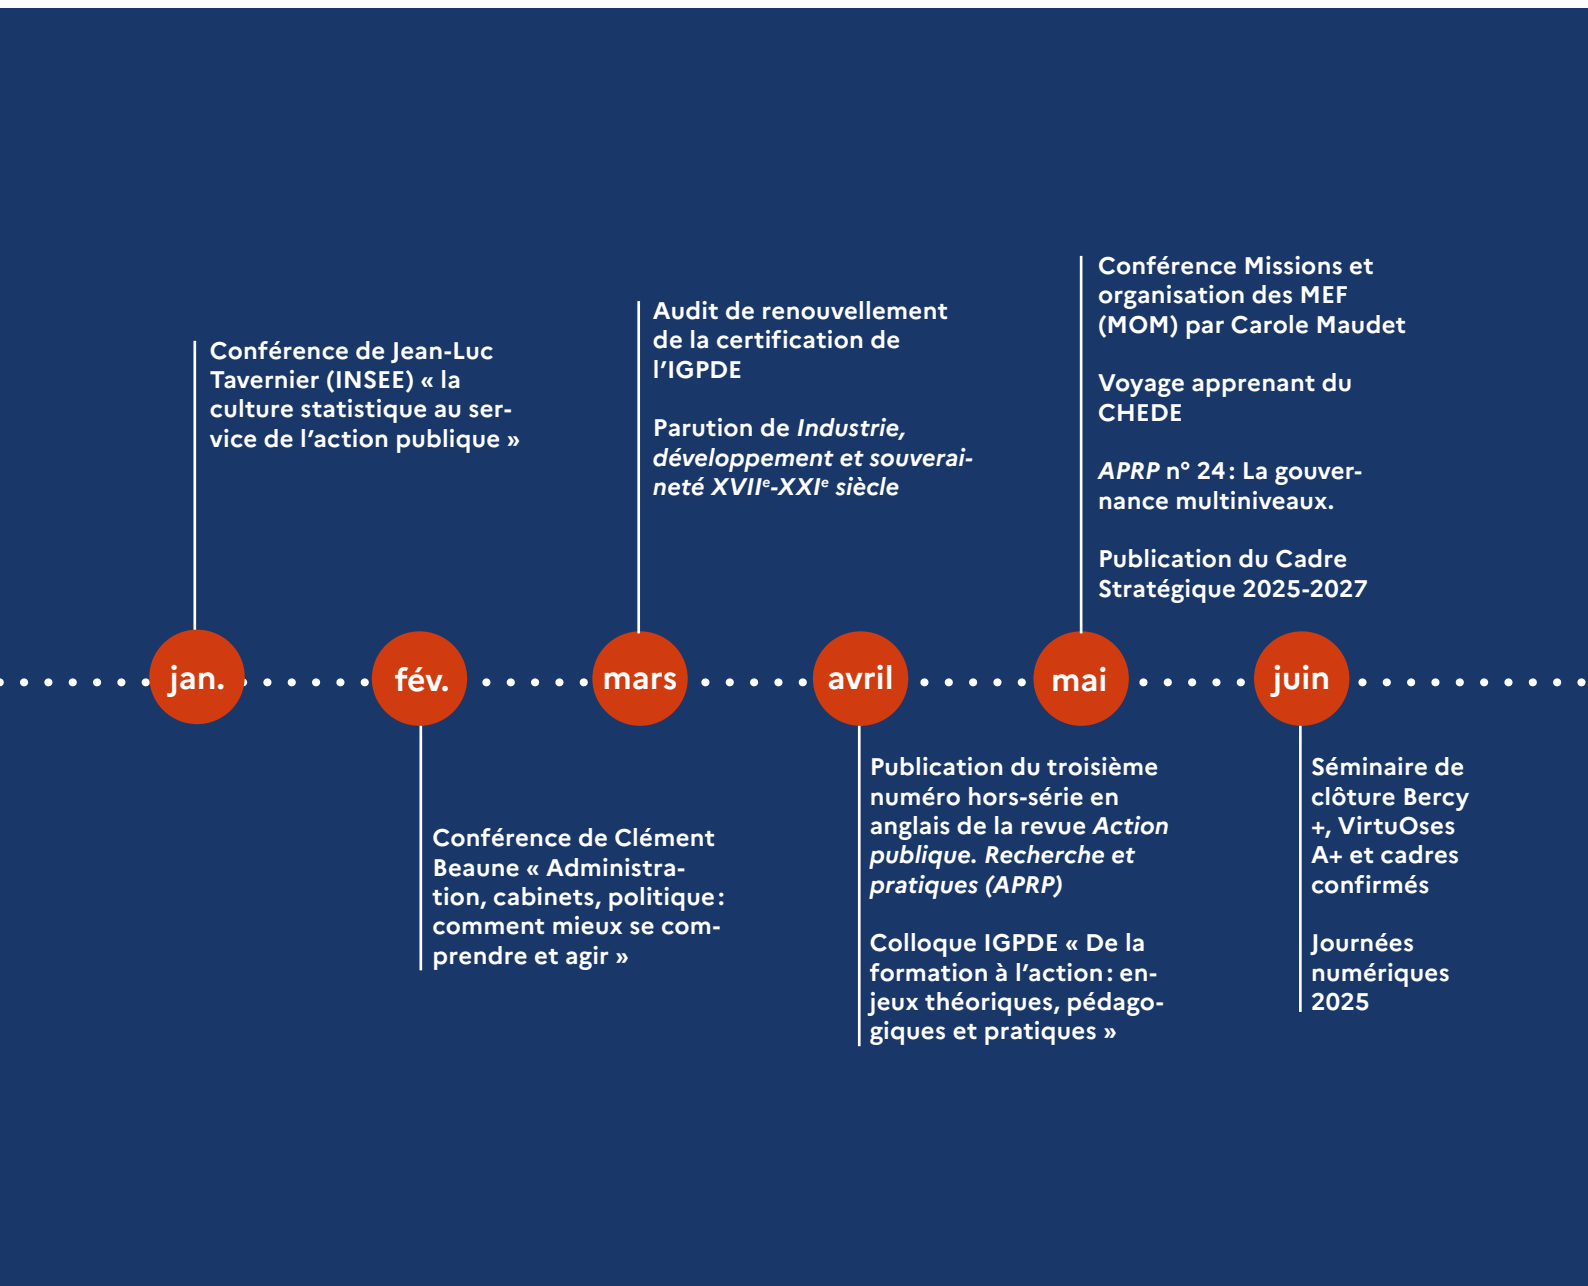 jan.
Conférence de Jean-Luc
Tavernier (INSEE) « la
culture statistique au ser-
vice de l’action publique »
fév.
Conférence de Clément
Beaune « Administra-
tion, cabinets, politique :
comment mieux se com-
prendre et agir »
mars
Audit de renouvellement
de la certification de
l’IGPDE
Parution de Industrie,
développement et souverai-
neté XVIIe-XXIe siècle
avril
Publication du troisième
numéro hors-série en
anglais de la revue Action
publique. Recherche et
pratiques (APRP)
Colloque IGPDE « De la
formation à l’action : en-
jeux théoriques, pédago-
giques et pratiques »
mai
Conférence Missions et
organisation des MEF
(MOM) par Carole Maudet
Voyage apprenant du
CHEDE
APRP n° 24 : La gouver-
nance multiniveaux.
Publication du Cadre
Stratégique 2025-2027
juin
Séminaire de
clôture Bercy
+, VirtuOses
A+ et cadres
confirmés
Journées
numériques
2025